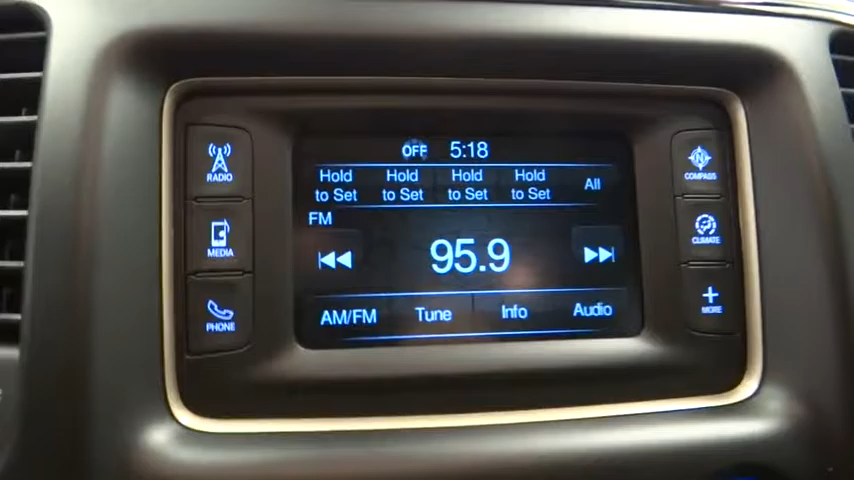 OFF 5:18
Hold to Set Hold to Set Hold to Set Hold to Set All
FM
95.9
AM/FM Tune Info Audio
RADIO
MEDIA
PHONE
N
COMPASS
CLIMATE
MORE